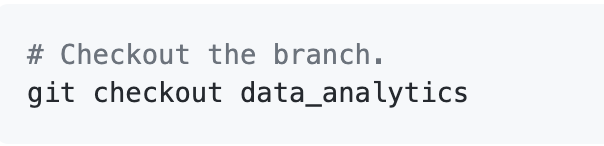 # Checkout the branch.
git checkout data_analytics